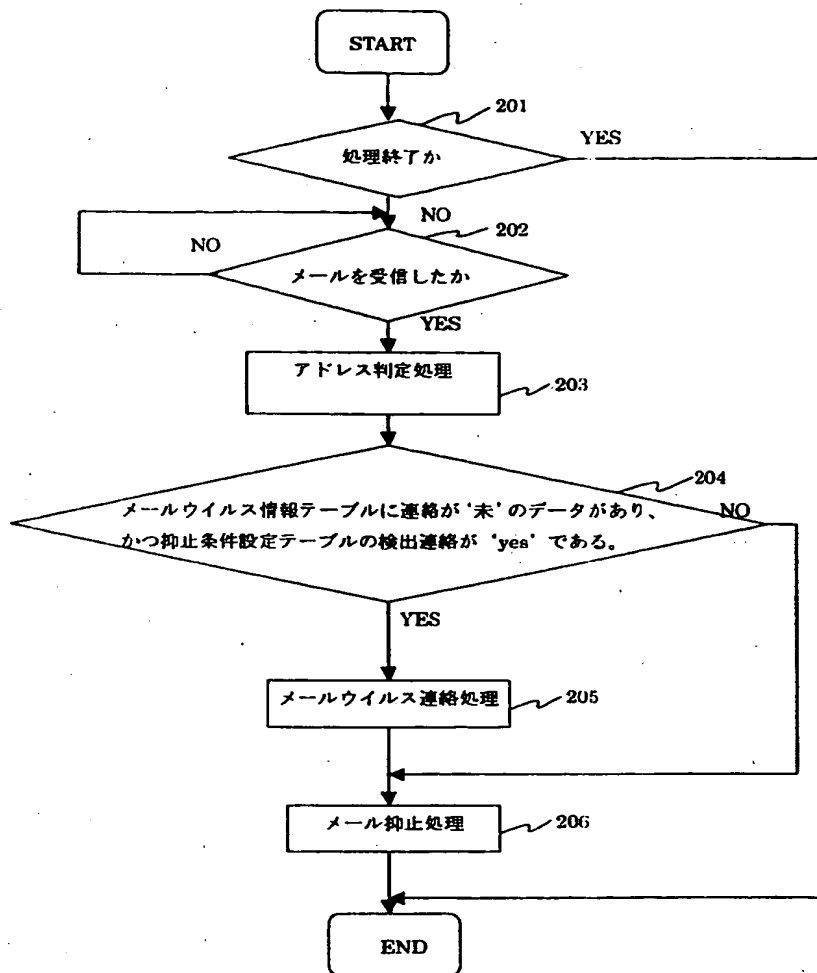 START
201
処理終了か
YES
NO
202
NO
メールを受信したか
YES
アドレス判定処理
203
204
メールウイルス情報テーブルに連絡が‘未’のデータがあり、
NO
かつ抑止条件設定テーブルの検出連絡が‘yes’である。
YES
メールウイルス連絡処理
205
メール抑止処理
206
END